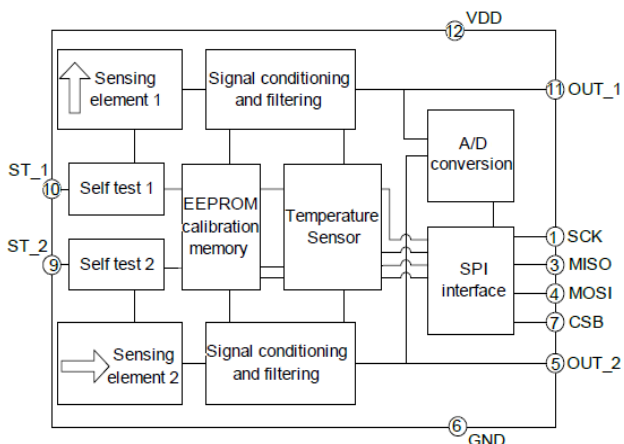 VDD
12
Sensing
element 1
Signal conditioning
and filtering
11 OUT_1
A/D
conversion
ST_1
10
Self test 1
EEPROM
calibration
memory
Temperature
Sensor
ST_2
9
Self test 2
SPI
interface
1 SCK
3 MISO
4 MOSI
7 CSB
Sensing
element 2
Signal conditioning
and filtering
5 OUT_2
6
GND